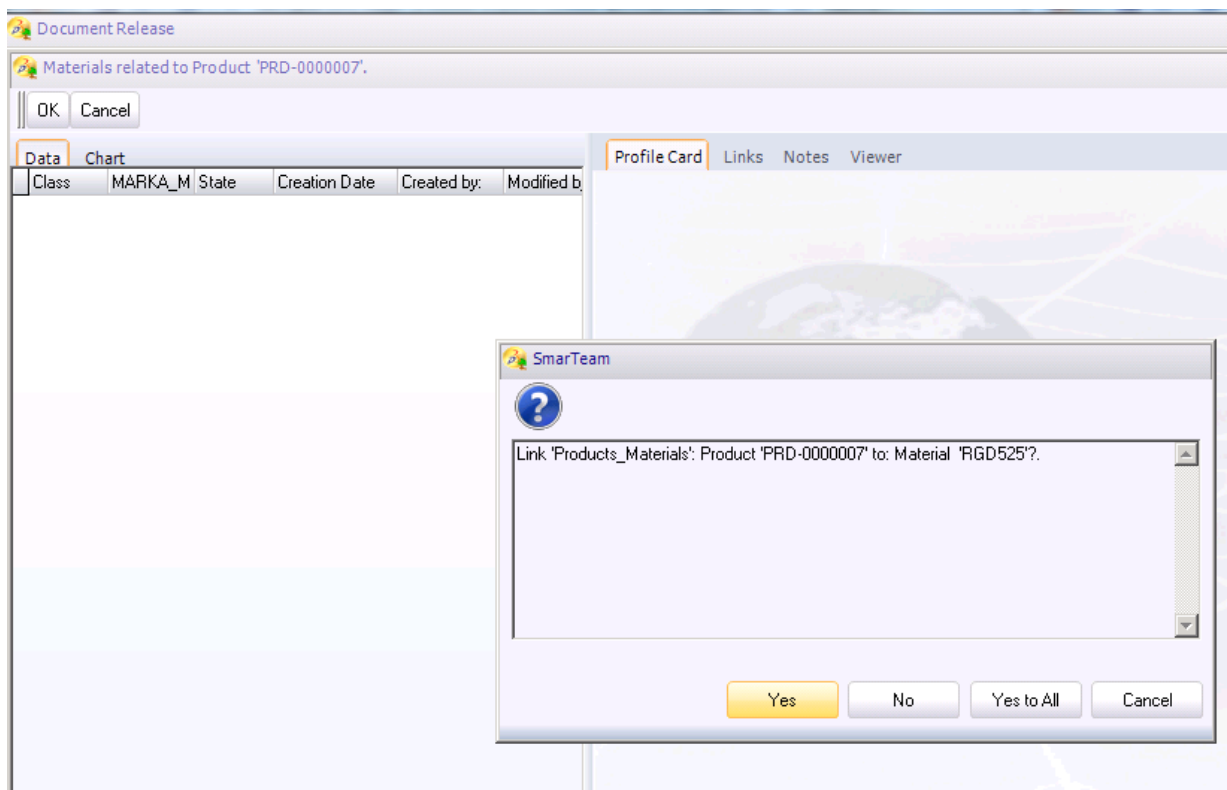 Document Release
Materials related to Product 'PRD-0000007'.
OK Cancel
Data Chart
Profile Card Links Notes Viewer
Class MARKA_M State Creation Date Created by: Modified b
SmarTeam
Link 'Products_Materials': Product 'PRD-0000007' to: Material 'RGD525'?.
Yes No Yes to All Cancel